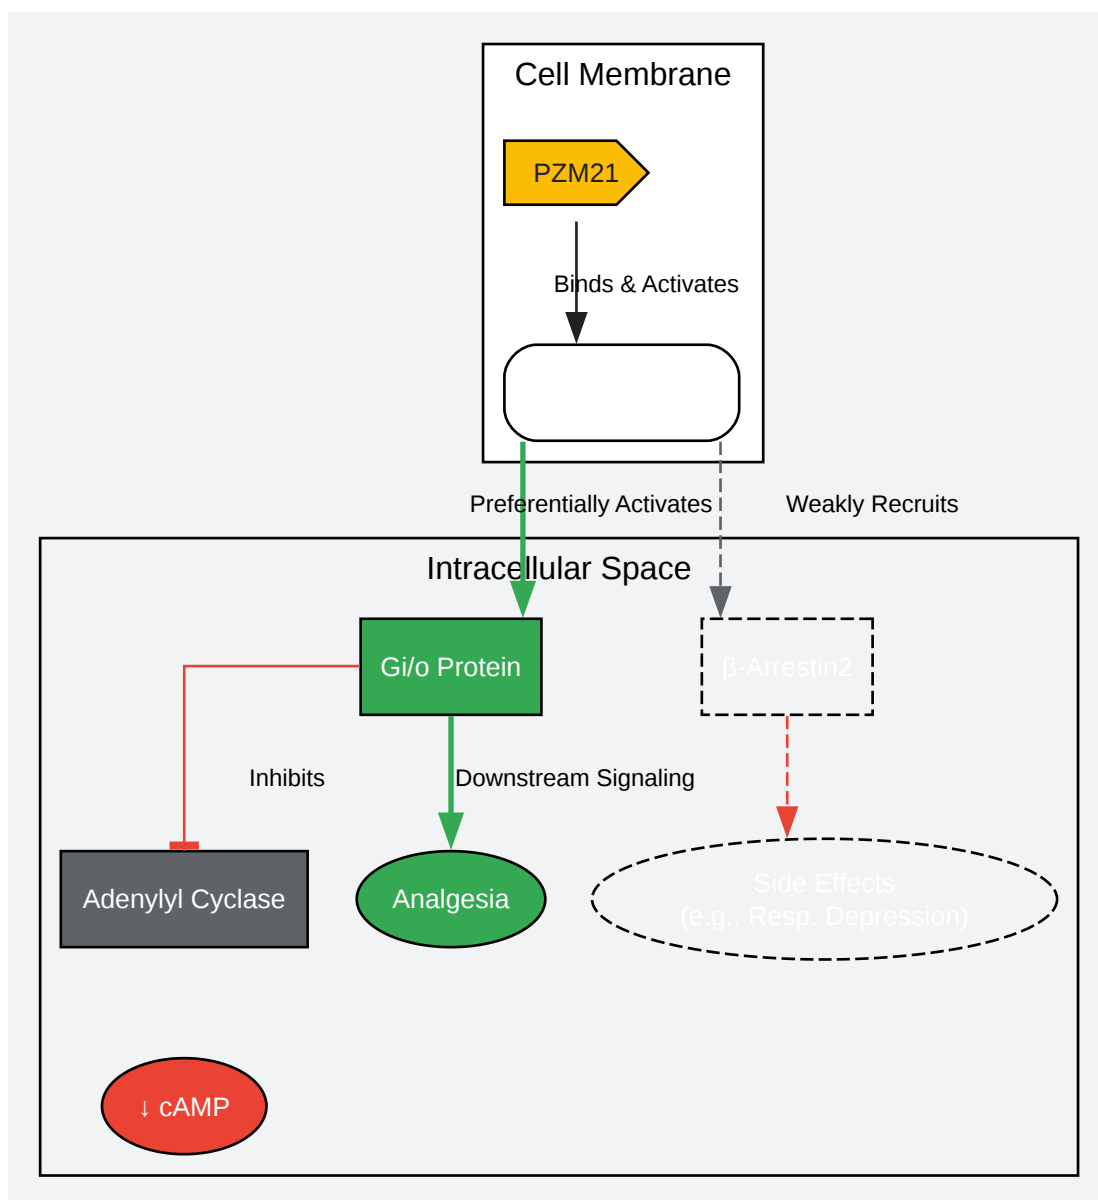 Cell Membrane
PZM21
Binds & Activates
Preferentially Activates
Weakly Recruits
Intracellular Space
Gi/o Protein
β-Arrestin2
Inhibits
Downstream Signaling
Adenylyl Cyclase
Analgesia
Side Effects
(e.g., Resp. Depression)
↓ cAMP